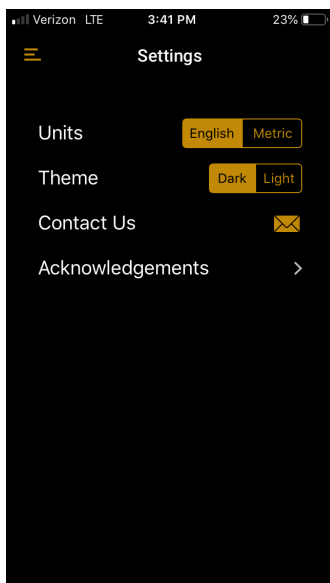 Verizon LTE 3:41 PM 23%
Settings
Units English Metric
Theme Dark Light
Contact Us
Acknowledgements